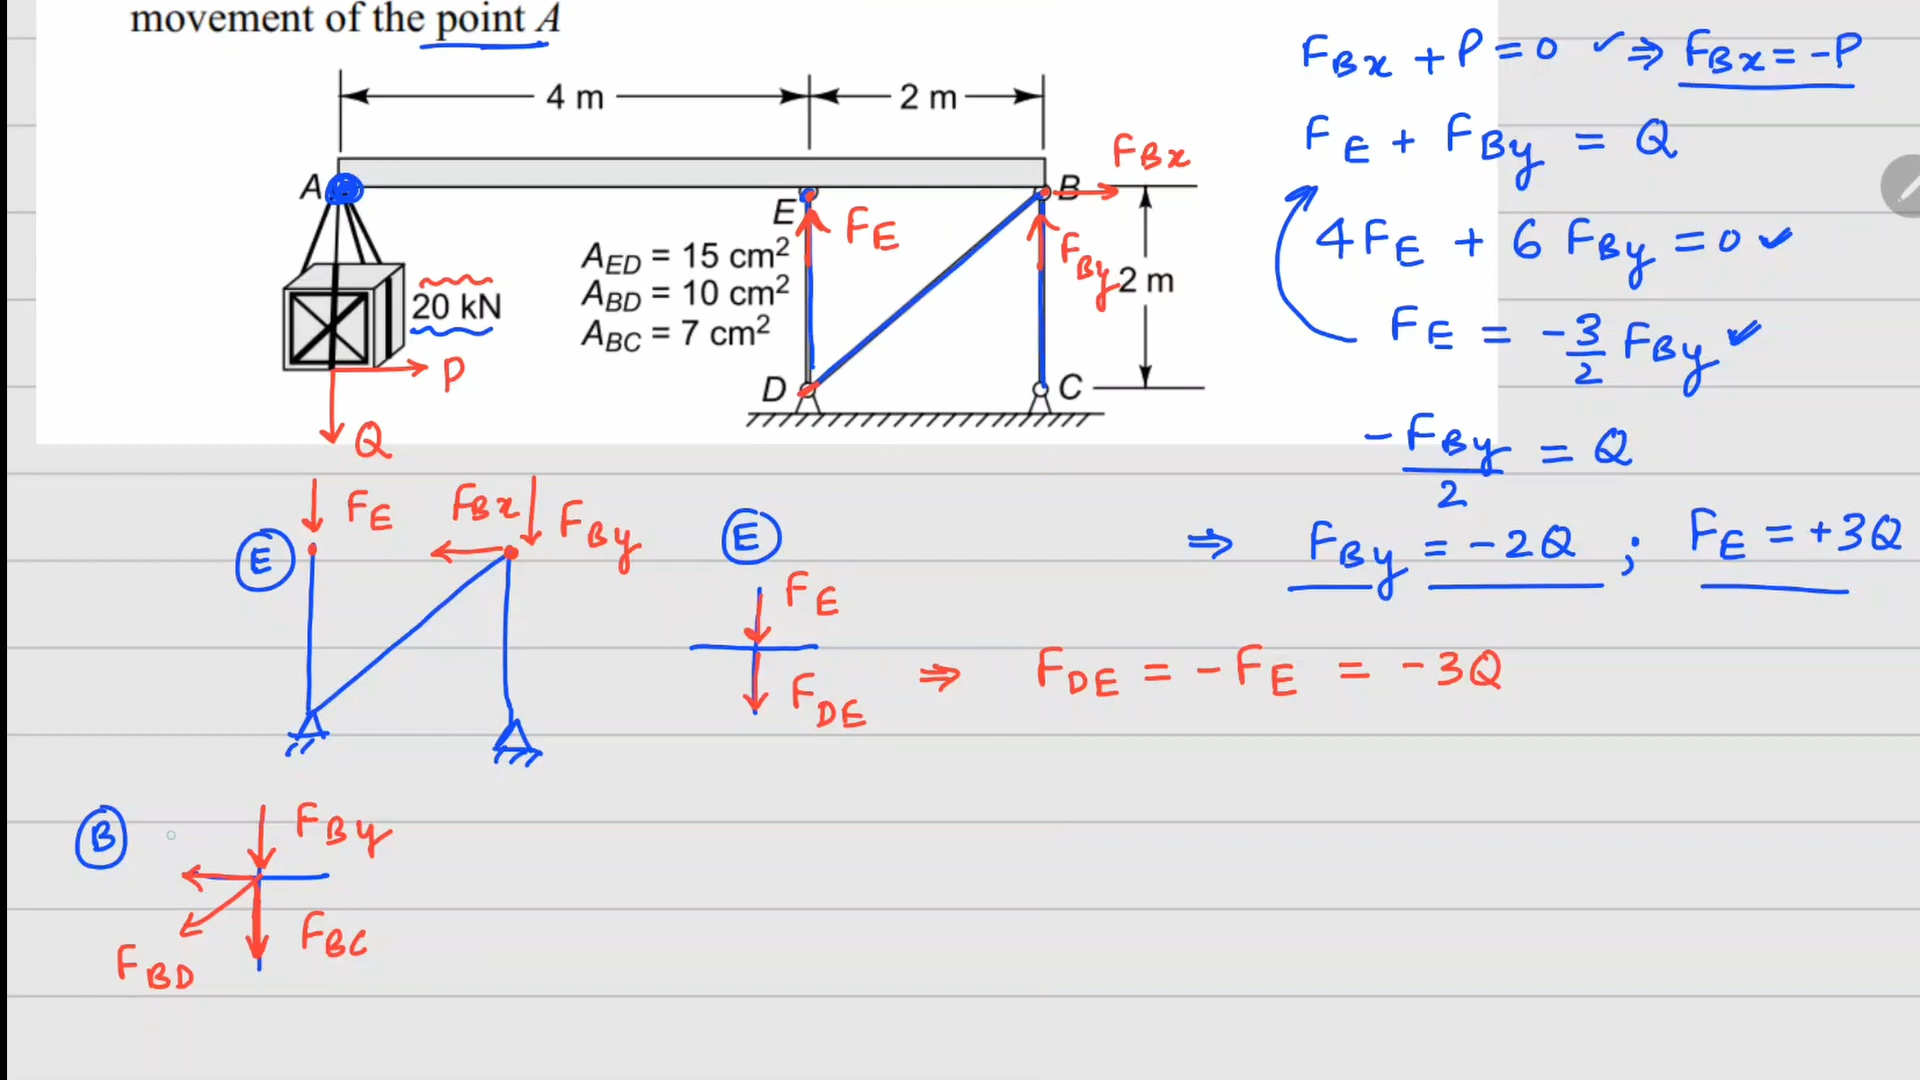 movement of the point A
4 m
2 m
A
E
B
F_Bx
F_E
F_By
A_ED = 15 cm²
A_BD = 10 cm²
A_BC = 7 cm²
20 kN
2 m
P
Q
D
C
F_Bx + P = 0 ✓ ⇒ F_Bx = -P
F_E + F_By = Q
4F_E + 6 F_By = 0 ✓
F_E = -3/2 F_By ✓
-F_By/2 = Q
⇒ F_By = -2Q ; F_E = +3Q
E
F_E
F_Bx
F_By
E
F_E
F_DE
⇒ F_DE = -F_E = -3Q
B
F_By
F_BC
F_BD